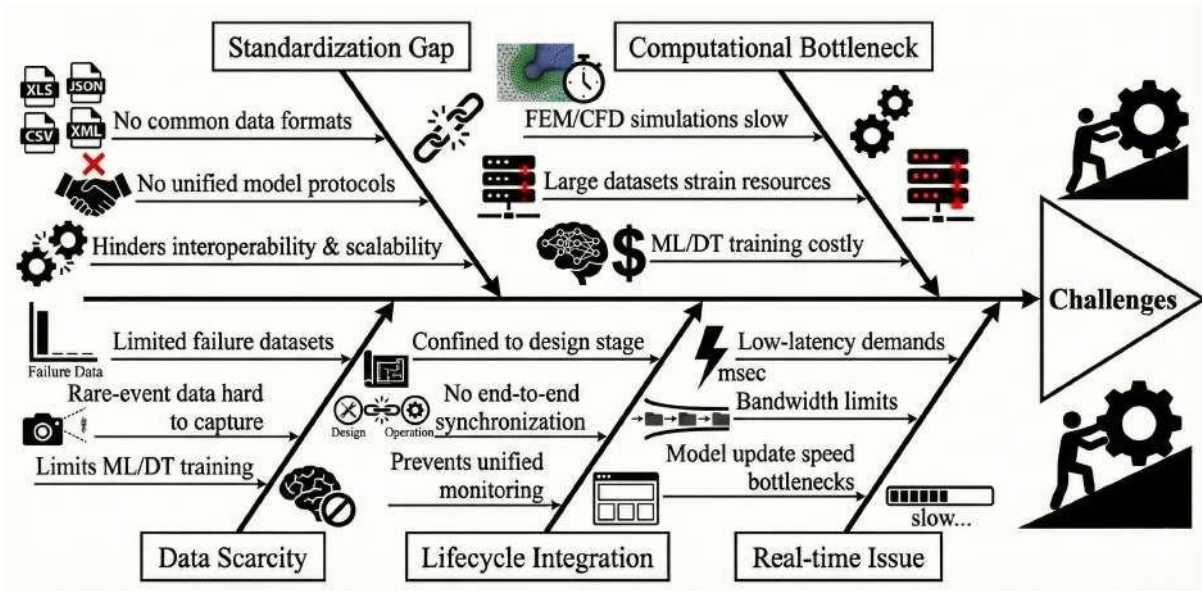 Standardization Gap
XLS
JSON
CSV
XML
No common data formats
No unified model protocols
Hinders interoperability & scalability
Computational Bottleneck
FEM/CFD simulations slow
Large datasets strain resources
$
ML/DT training costly
Challenges
Limited failure datasets
Failure Data
Rare-event data hard
to capture
Limits ML/DT training
Data Scarcity
Confined to design stage
No end-to-end
synchronization
Design
Operation
Prevents unified
monitoring
Lifecycle Integration
Low-latency demands
msec
Bandwidth limits
Model update speed
bottlenecks
slow...
Real-time Issue